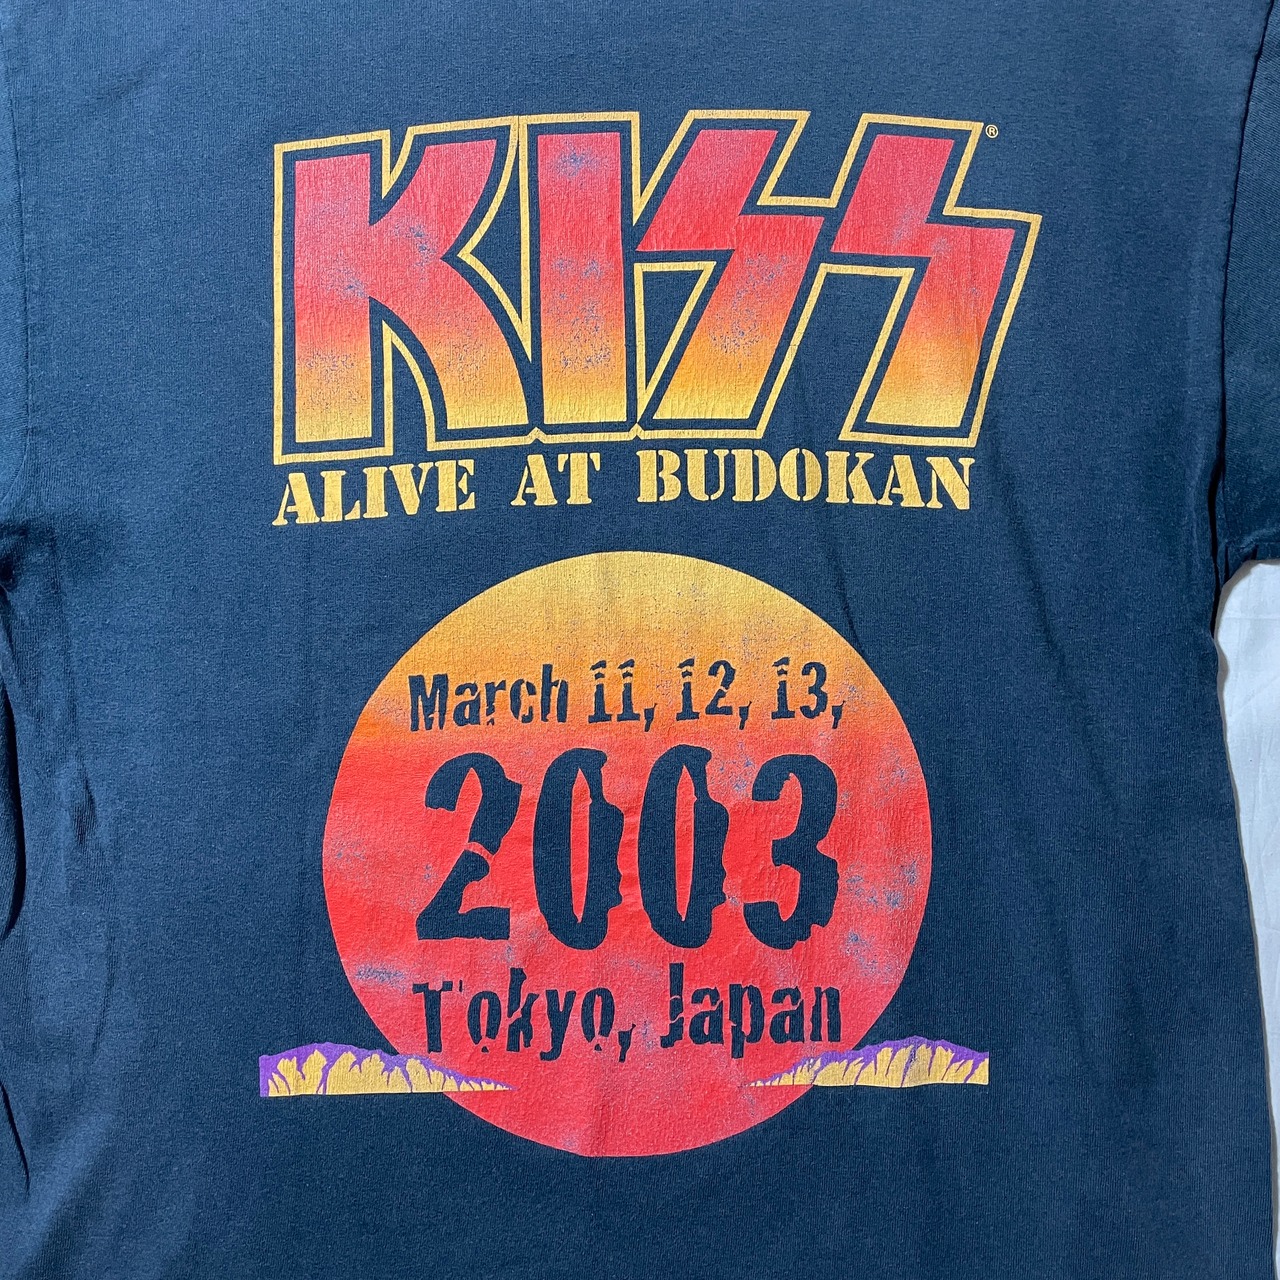 KISS®
ALIVE AT BUDOKAN
March 11, 12, 13,
2003
Tokyo, Japan